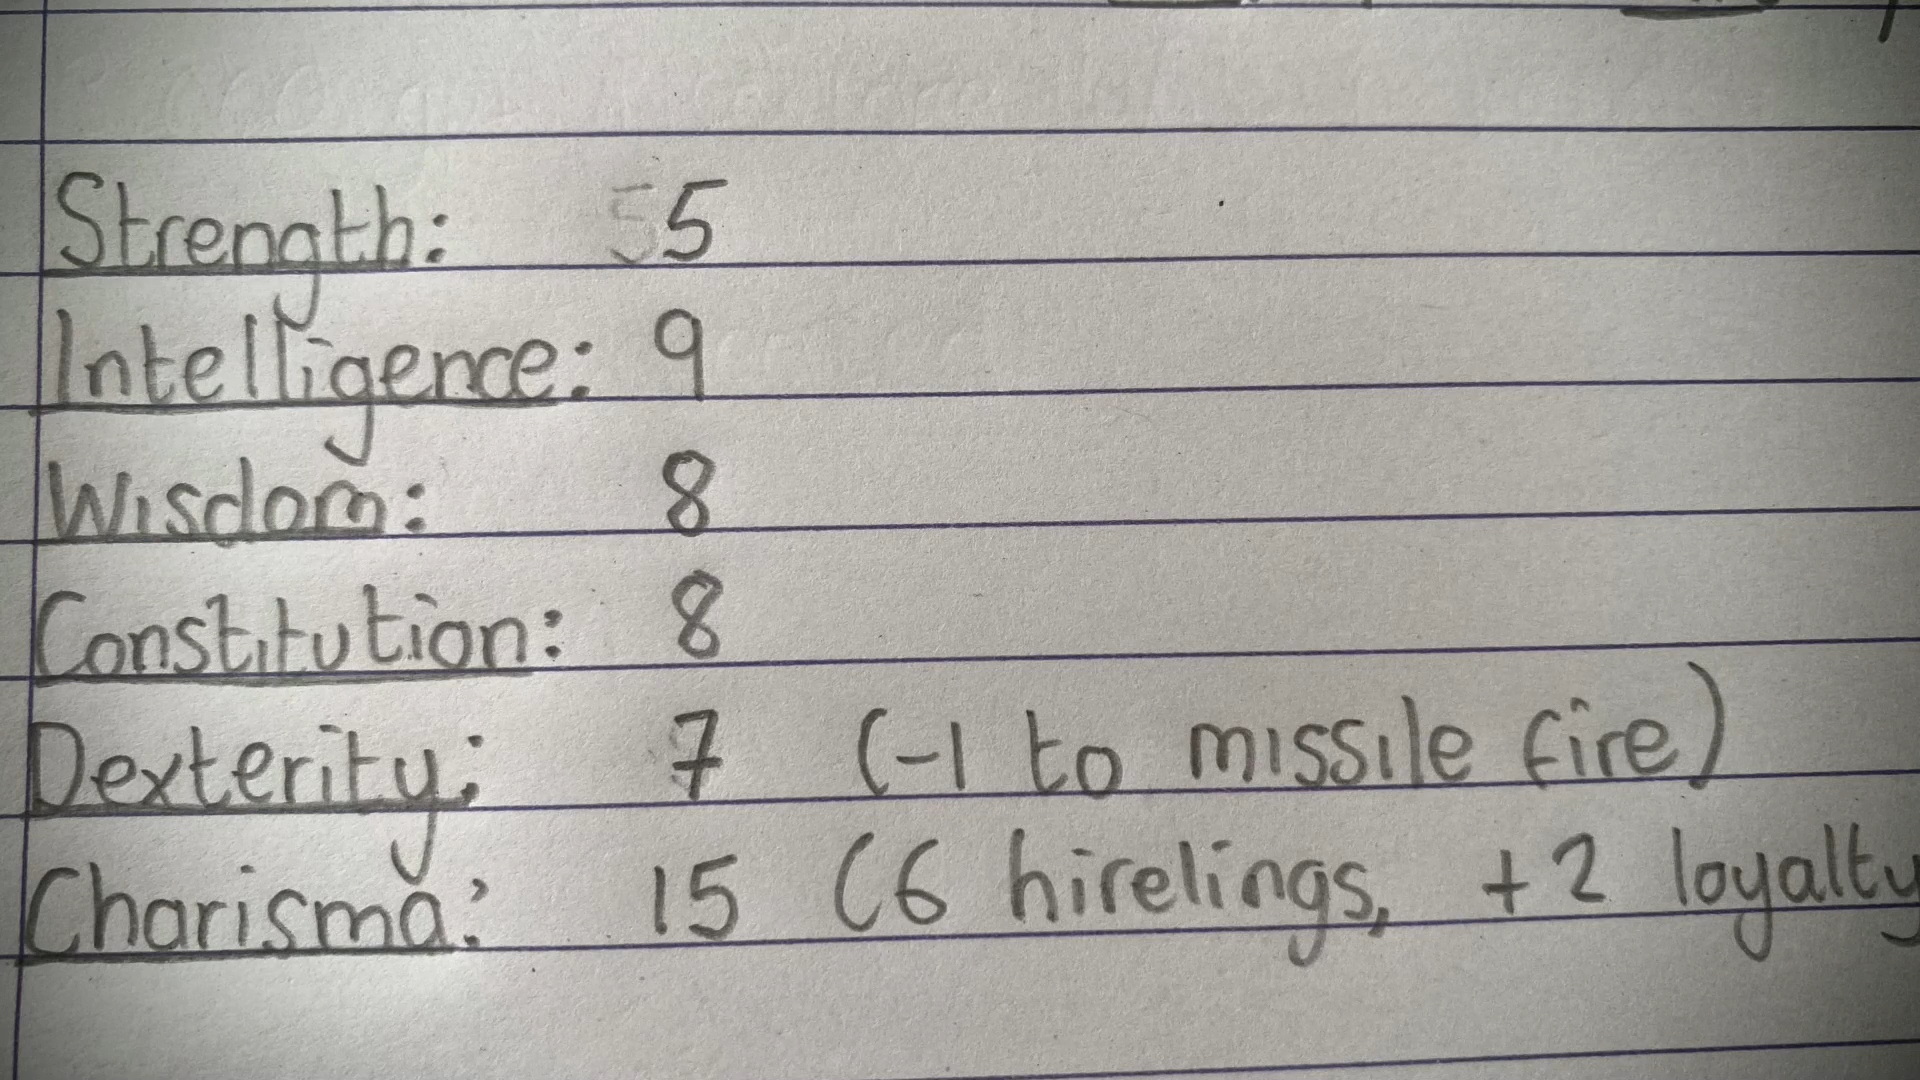 Strength: 5
Intelligence: 9
Wisdom: 8
Constitution: 8
Dexterity: 7 (-1 to missile fire)
Charisma: 15 (6 hirelings, +2 loyalty